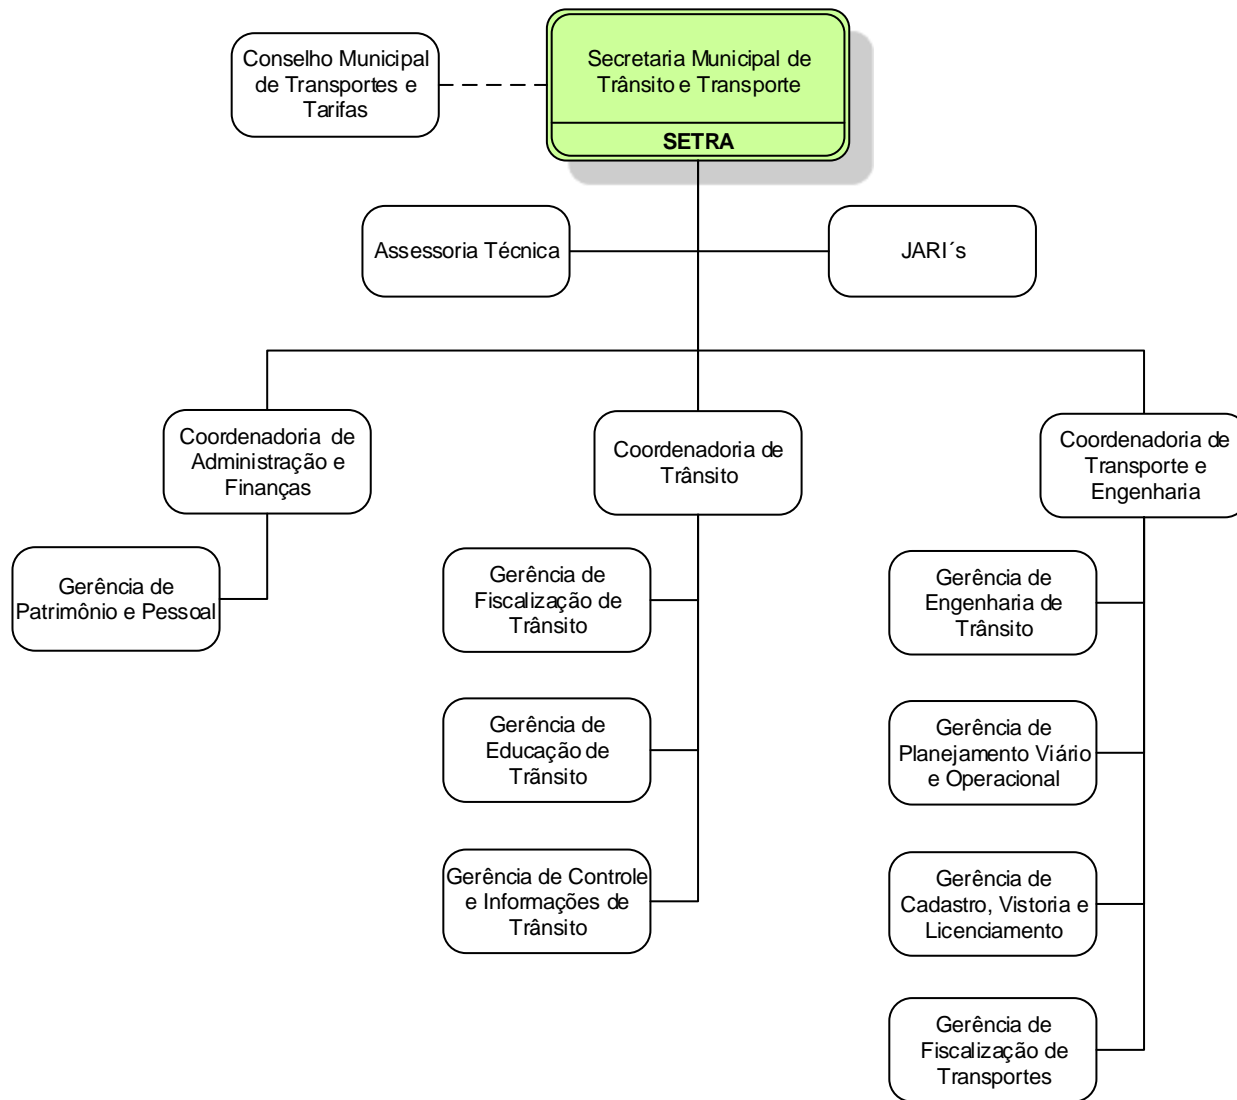 Conselho Municipal
de Transportes e
Tarifas
Secretaria Municipal de
Trânsito e Transporte
SETRA
Assessoria Técnica
JARI´s
Coordenadoria de
Administração e
Finanças
Coordenadoria de
Trânsito
Coordenadoria de
Transporte e
Engenharia
Gerência de
Patrimônio e Pessoal
Gerência de
Fiscalização de
Trânsito
Gerência de
Educação de
Trãnsito
Gerência de Controle
e Informações de
Trânsito
Gerência de
Engenharia de
Trânsito
Gerência de
Planejamento Viário
e Operacional
Gerência de
Cadastro, Vistoria e
Licenciamento
Gerência de
Fiscalização de
Transportes